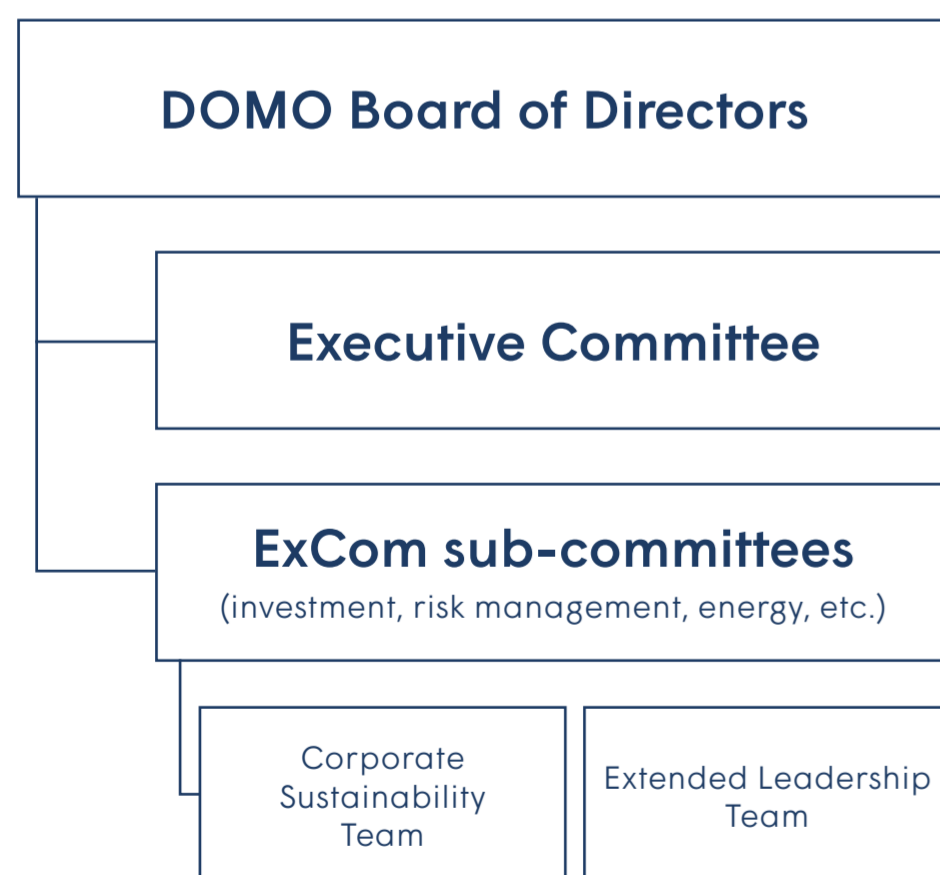 DOMO Board of Directors
Executive Committee
ExCom sub-committees
(investment, risk management, energy, etc.)
Corporate
Sustainability
Team
Extended Leadership
Team